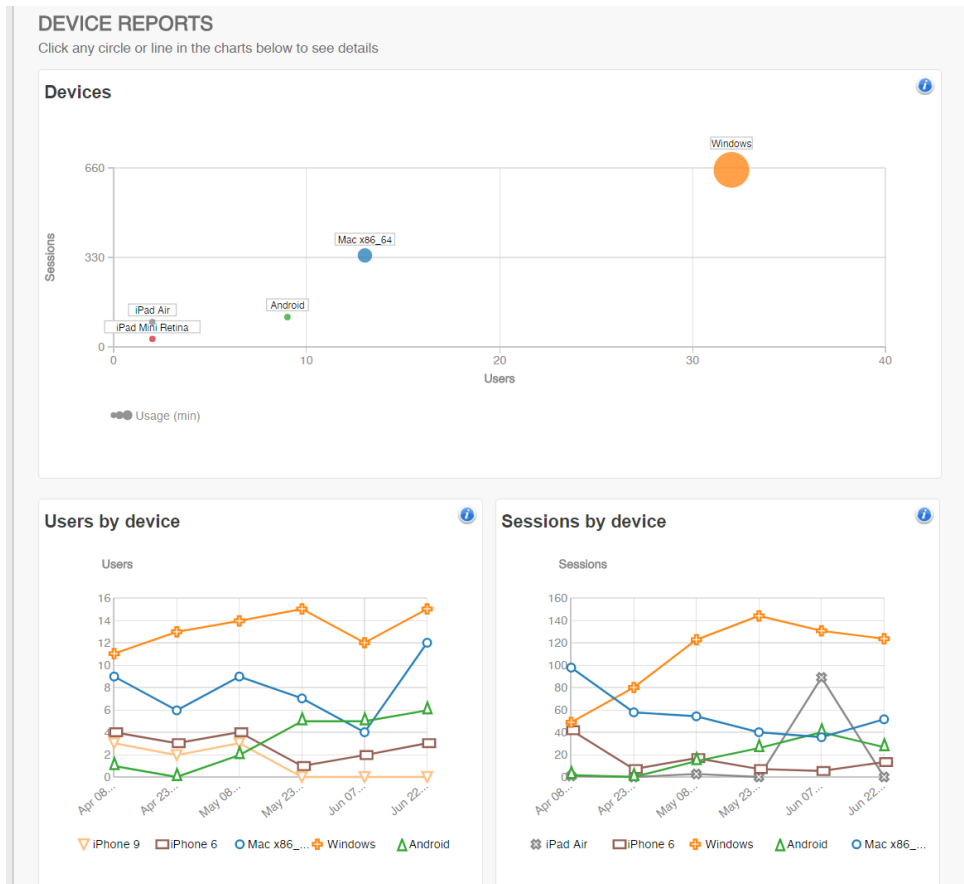 DEVICE REPORTS
Click any circle or line in the charts below to see details
Devices
i
Windows
660
Mac x86_64
Sessions
330
Android
iPad Air
iPad Mini Retina
0
0 10 20 30 40
Users
Usage (min)
Users by device
i
Users
16
14
12
10
8
6
4
2
0
Apr 08... Apr 23... May 08... May 23... Jun 07... Jun 22...
iPhone 9 iPhone 6 Mac x86_... Windows Android
Sessions by device
i
Sessions
160
140
120
100
80
60
40
20
0
Apr 08... Apr 23... May 08... May 23... Jun 07... Jun 22...
iPad Air iPhone 6 Windows Android Mac x86_...